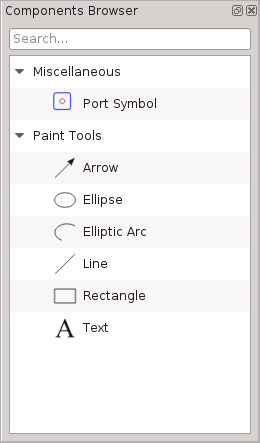 Components Browser
Search...
Miscellaneous
Port Symbol
Paint Tools
Arrow
Ellipse
Elliptic Arc
Line
Rectangle
A Text